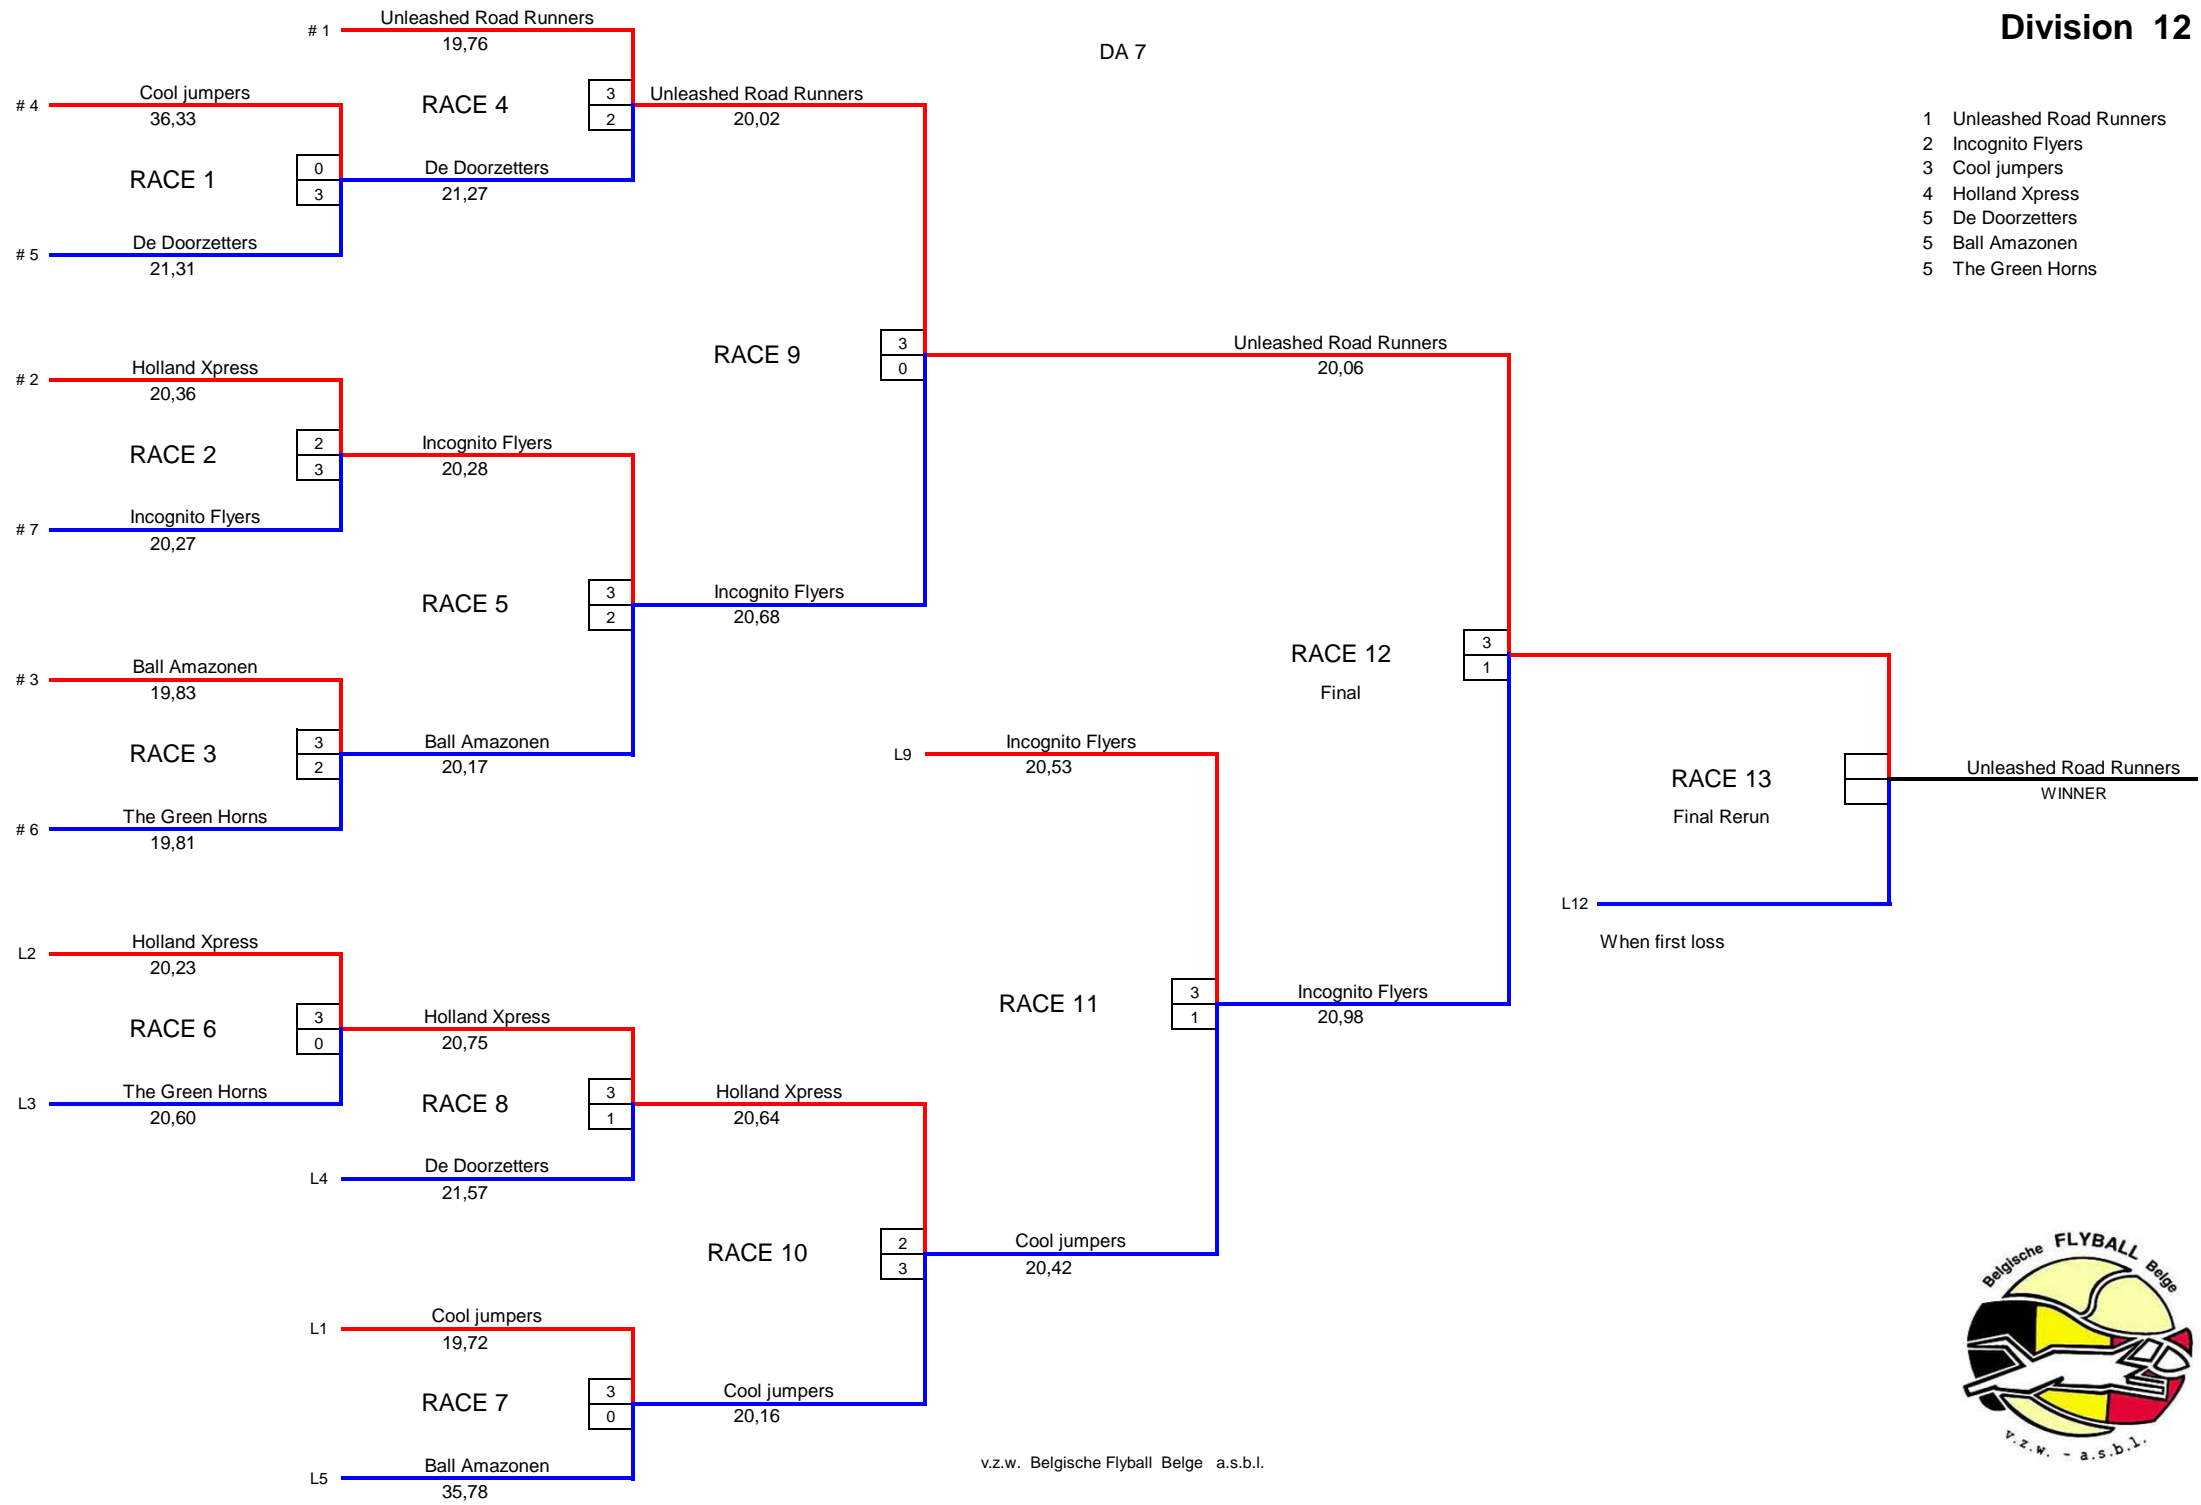 Division 12
DA 7
1 Unleashed Road Runners
2 Incognito Flyers
3 Cool jumpers
4 Holland Xpress
5 De Doorzetters
5 Ball Amazonen
5 The Green Horns
# 1
Unleashed Road Runners
19,76
# 4
Cool jumpers
36,33
RACE 4
3
2
Unleashed Road Runners
20,02
RACE 1
0
3
De Doorzetters
21,27
# 5
De Doorzetters
21,31
RACE 9
3
0
Unleashed Road Runners
20,06
# 2
Holland Xpress
20,36
RACE 2
2
3
Incognito Flyers
20,28
# 7
Incognito Flyers
20,27
RACE 5
3
2
Incognito Flyers
20,68
RACE 12
3
1
Final
# 3
Ball Amazonen
19,83
RACE 3
3
2
Ball Amazonen
20,17
L9
Incognito Flyers
20,53
RACE 13
Final Rerun
Unleashed Road Runners
WINNER
# 6
The Green Horns
19,81
L12
When first loss
L2
Holland Xpress
20,23
RACE 6
3
0
Holland Xpress
20,75
RACE 11
3
1
Incognito Flyers
20,98
L3
The Green Horns
20,60
RACE 8
3
1
Holland Xpress
20,64
L4
De Doorzetters
21,57
RACE 10
2
3
Cool jumpers
20,42
L1
Cool jumpers
19,72
RACE 7
3
0
Cool jumpers
20,16
L5
Ball Amazonen
35,78
v.z.w. Belgische Flyball Belge a.s.b.l.
Belgische FLYBALL Belge
v.z.w. - a.s.b.l.